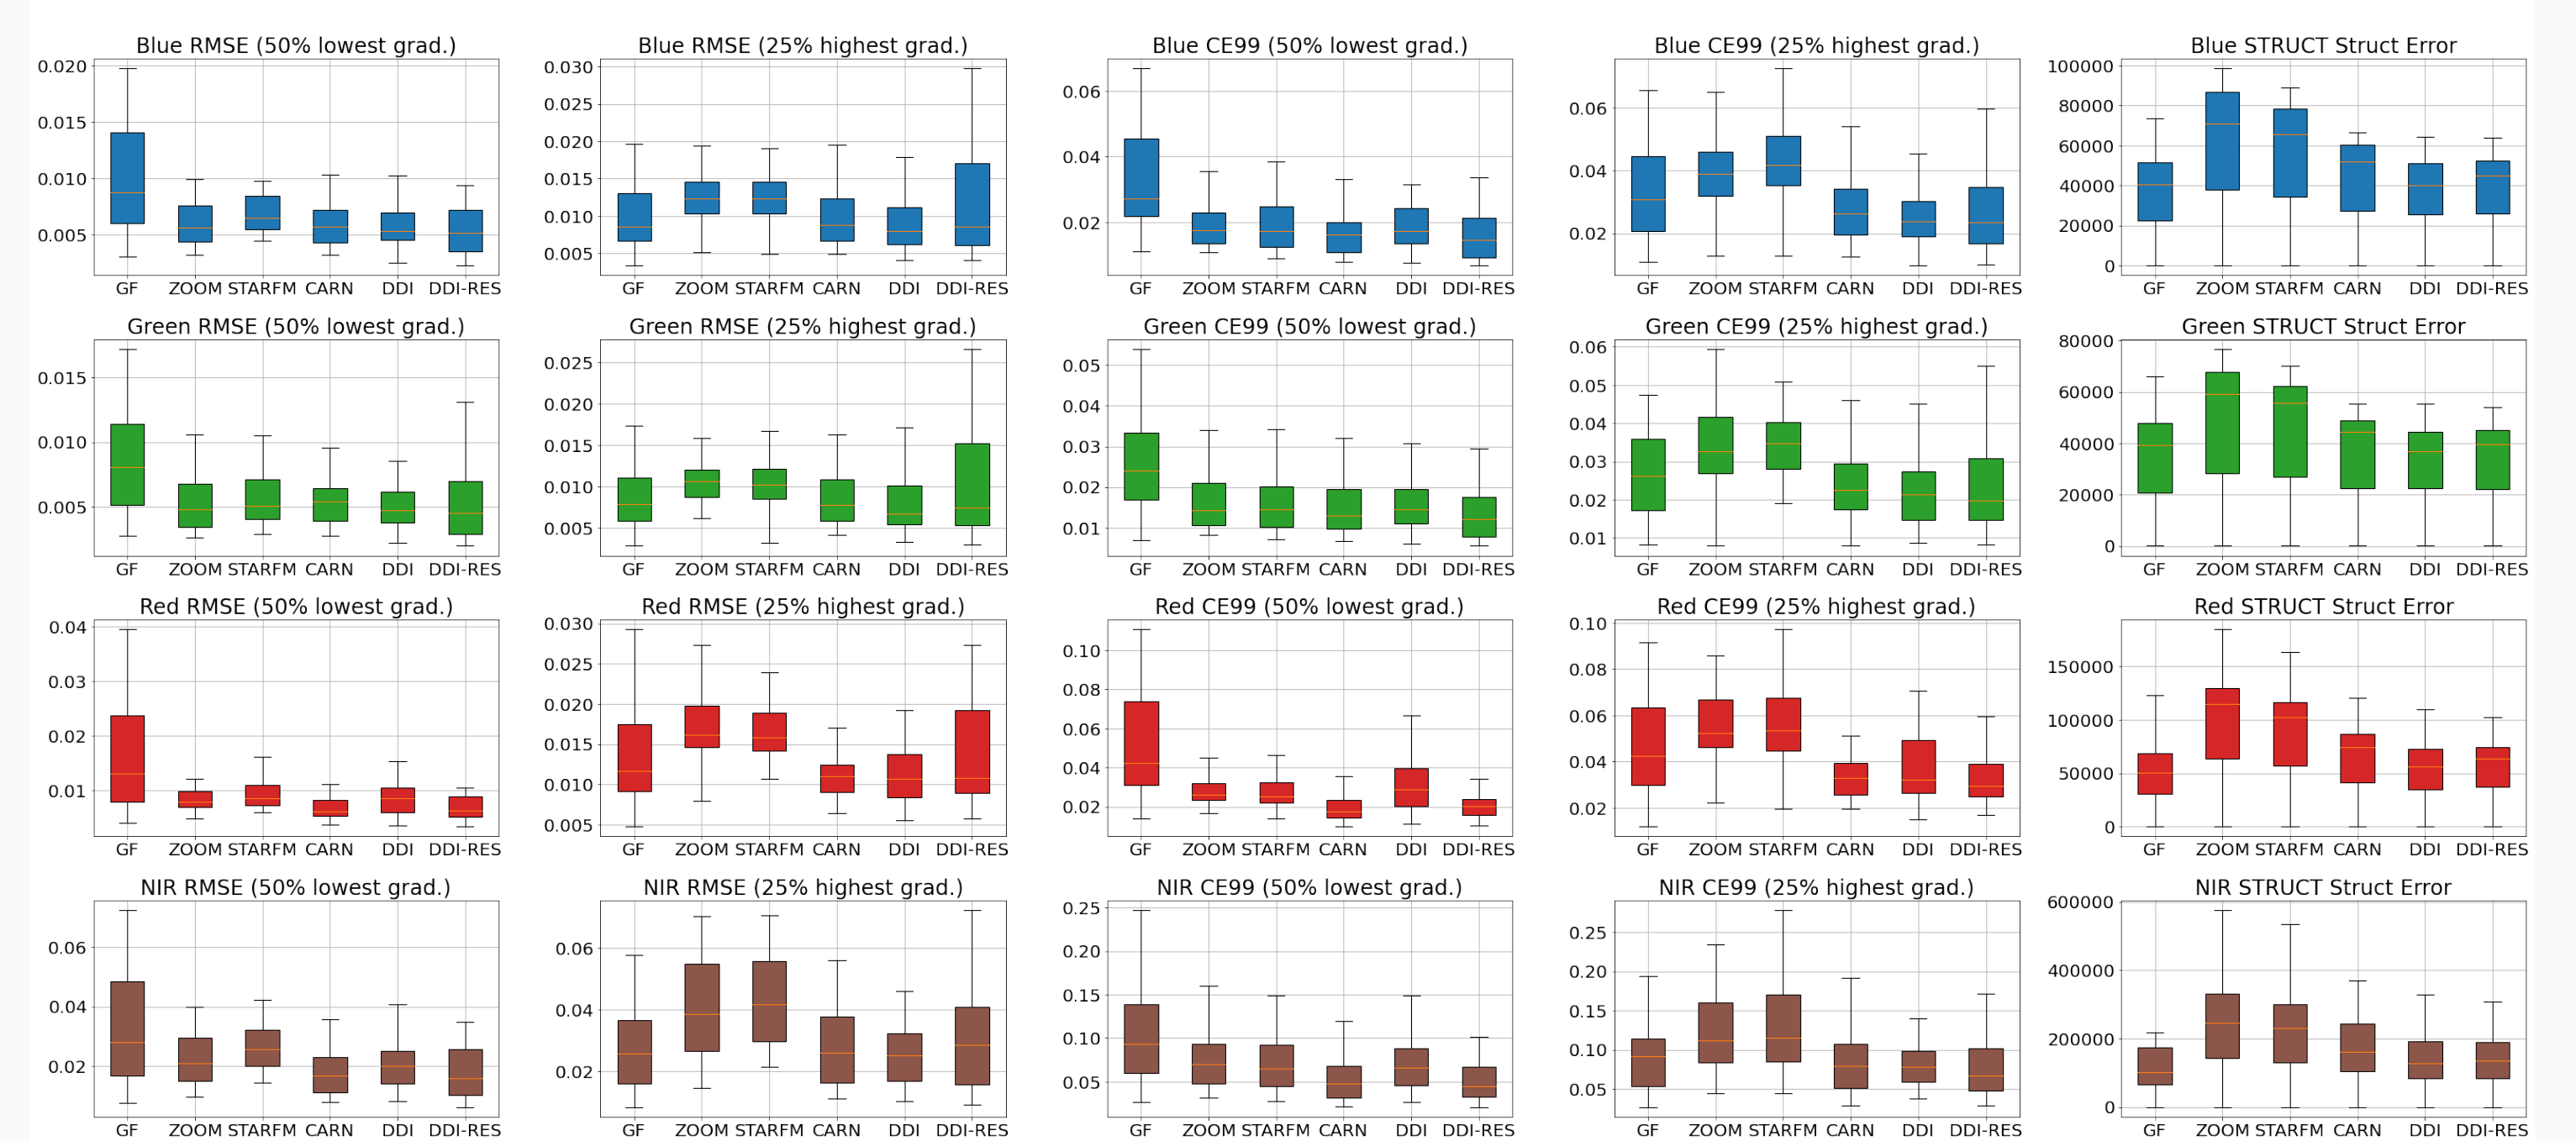 Blue RMSE (50% lowest grad.) Blue RMSE (25% highest grad.) Blue CE99 (50% lowest grad.) Blue CE99 (25% highest grad.) Blue STRUCT Struct Error
0.020 0.030 0.06 0.06 100000
0.015 0.025 0.04 0.04 80000
0.010 0.020 0.02 0.02 60000
0.005 0.015 40000
0.010 20000
0.005 0
GF ZOOM STARFM CARN DDI DDI-RES GF ZOOM STARFM CARN DDI DDI-RES GF ZOOM STARFM CARN DDI DDI-RES GF ZOOM STARFM CARN DDI DDI-RES GF ZOOM STARFM CARN DDI DDI-RES
Green RMSE (50% lowest grad.) Green RMSE (25% highest grad.) Green CE99 (50% lowest grad.) Green CE99 (25% highest grad.) Green STRUCT Struct Error
0.015 0.025 0.05 0.06 80000
0.010 0.020 0.04 0.05 60000
0.005 0.015 0.03 0.04 40000
0.010 0.02 0.03 20000
0.005 0.01 0.02 0
0.01
GF ZOOM STARFM CARN DDI DDI-RES GF ZOOM STARFM CARN DDI DDI-RES GF ZOOM STARFM CARN DDI DDI-RES GF ZOOM STARFM CARN DDI DDI-RES GF ZOOM STARFM CARN DDI DDI-RES
Red RMSE (50% lowest grad.) Red RMSE (25% highest grad.) Red CE99 (50% lowest grad.) Red CE99 (25% highest grad.) Red STRUCT Struct Error
0.04 0.030 0.10 0.10 150000
0.03 0.025 0.08 0.08 100000
0.02 0.020 0.06 0.06 50000
0.01 0.015 0.04 0.04 0
0.010 0.02 0.02
0.005
GF ZOOM STARFM CARN DDI DDI-RES GF ZOOM STARFM CARN DDI DDI-RES GF ZOOM STARFM CARN DDI DDI-RES GF ZOOM STARFM CARN DDI DDI-RES GF ZOOM STARFM CARN DDI DDI-RES
NIR RMSE (50% lowest grad.) NIR RMSE (25% highest grad.) NIR CE99 (50% lowest grad.) NIR CE99 (25% highest grad.) NIR STRUCT Struct Error
0.06 0.06 0.25 0.25 600000
0.04 0.04 0.20 0.20 400000
0.02 0.02 0.15 0.15 200000
0.10 0.10 0
0.05 0.05
GF ZOOM STARFM CARN DDI DDI-RES GF ZOOM STARFM CARN DDI DDI-RES GF ZOOM STARFM CARN DDI DDI-RES GF ZOOM STARFM CARN DDI DDI-RES GF ZOOM STARFM CARN DDI DDI-RES